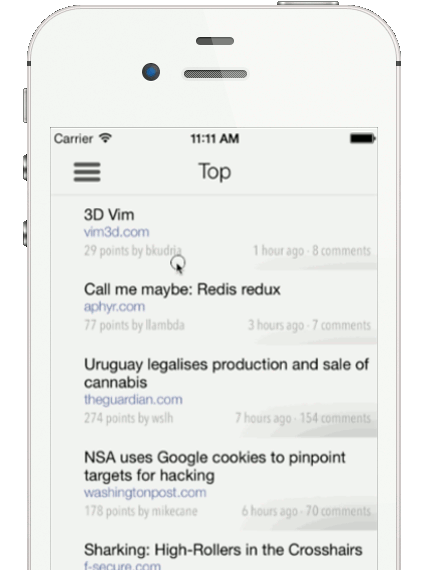 Carrier 11:11 AM
Top
3D Vim
vim3d.com
29 points by bkudria 1 hour ago · 8 comments
Call me maybe: Redis redux
aphyr.com
77 points by llambda 3 hours ago · 7 comments
Uruguay legalises production and sale of
cannabis
theguardian.com
274 points by wslh 7 hours ago · 154 comments
NSA uses Google cookies to pinpoint
targets for hacking
washingtonpost.com
178 points by mikecane 6 hours ago · 70 comments
Sharking: High-Rollers in the Crosshairs
f-secure.com